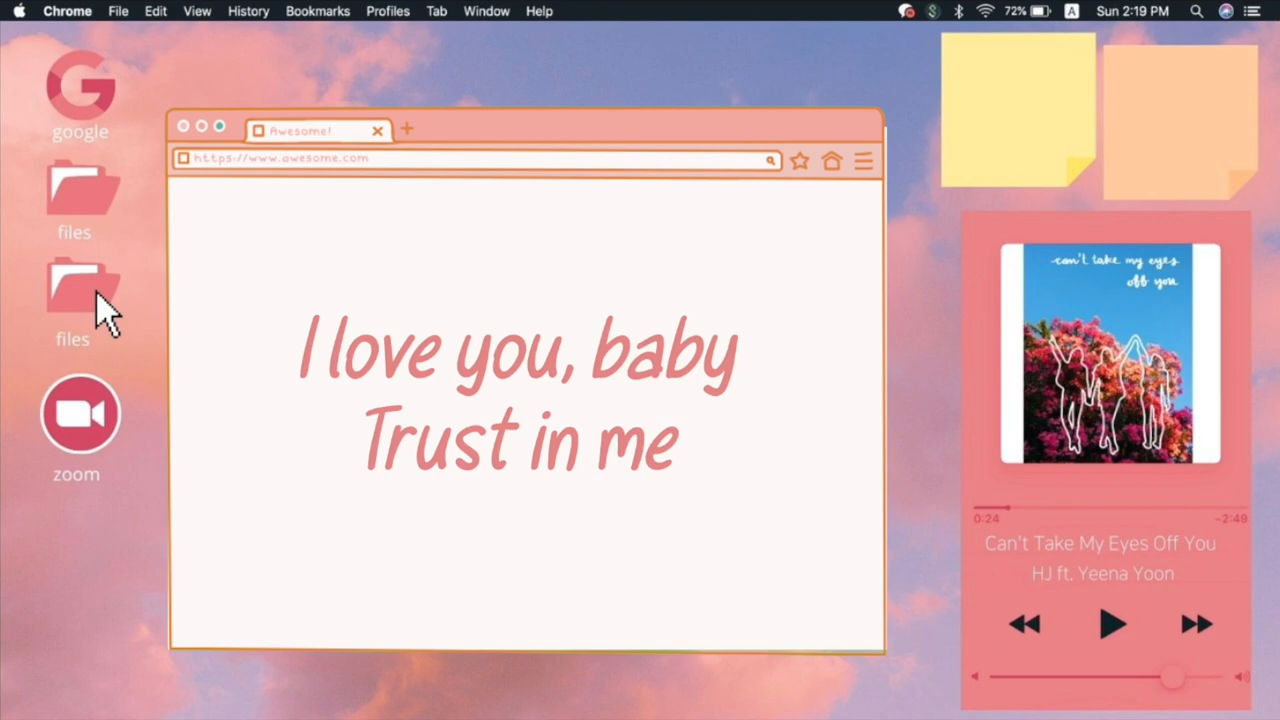 Chrome File Edit View History Bookmarks Profiles Tab Window Help
72% A Sun 2:19 PM
google
files
files
zoom
Awesome!
https://www.awesome.com
I love you, baby
Trust in me
can't take my eyes
off you
0:24 -2:49
Can't Take My Eyes Off You
HJ ft. Yeena Yoon